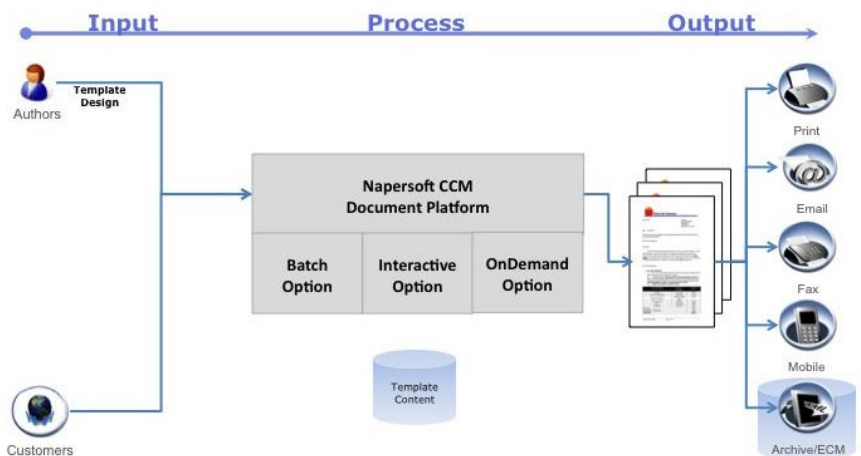 Input
Process
Output
Authors
Template
Design
Napersoft CCM
Document Platform
Batch
Option
Interactive
Option
OnDemand
Option
Template
Content
Customers
Print
Email
Fax
Mobile
Archive/ECM